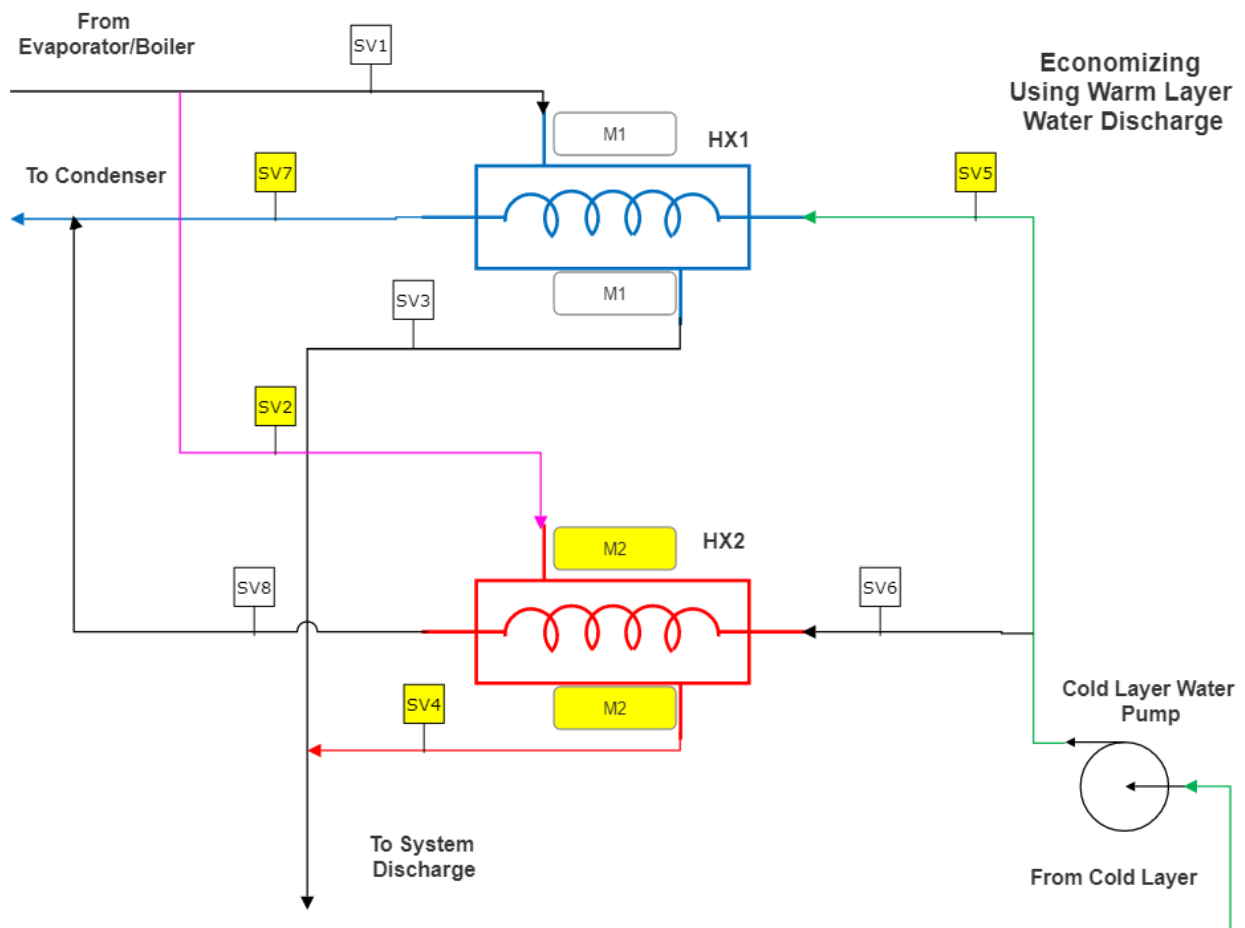 From
Evaporator/Boiler
SV1
Economizing
Using Warm Layer
Water Discharge
M1
HX1
To Condenser
SV7
SV5
M1
SV3
SV2
M2
HX2
SV8
SV6
M2
SV4
Cold Layer Water
Pump
To System
Discharge
From Cold Layer